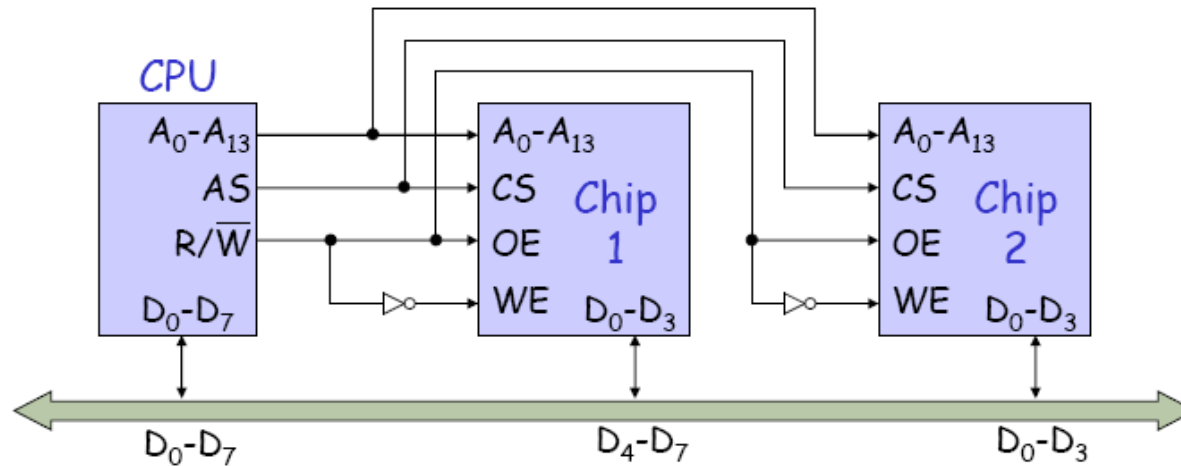 CPU
A₀-A₁₃
AS
R/W̅
D₀-D₇
A₀-A₁₃
CS
OE
WE
Chip
1
D₀-D₃
A₀-A₁₃
CS
OE
WE
Chip
2
D₀-D₃
D₀-D₇
D₄-D₇
D₀-D₃